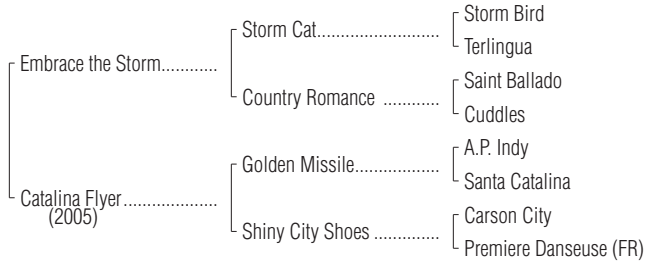 Storm Bird
Storm Cat........................
Terlingua
Embrace the Storm...........
Saint Ballado
Country Romance ...........
Cuddles
A.P. Indy
Golden Missile.................
Santa Catalina
Catalina Flyer..................
(2005)
Carson City
Shiny City Shoes .............
Premiere Danseuse (FR)